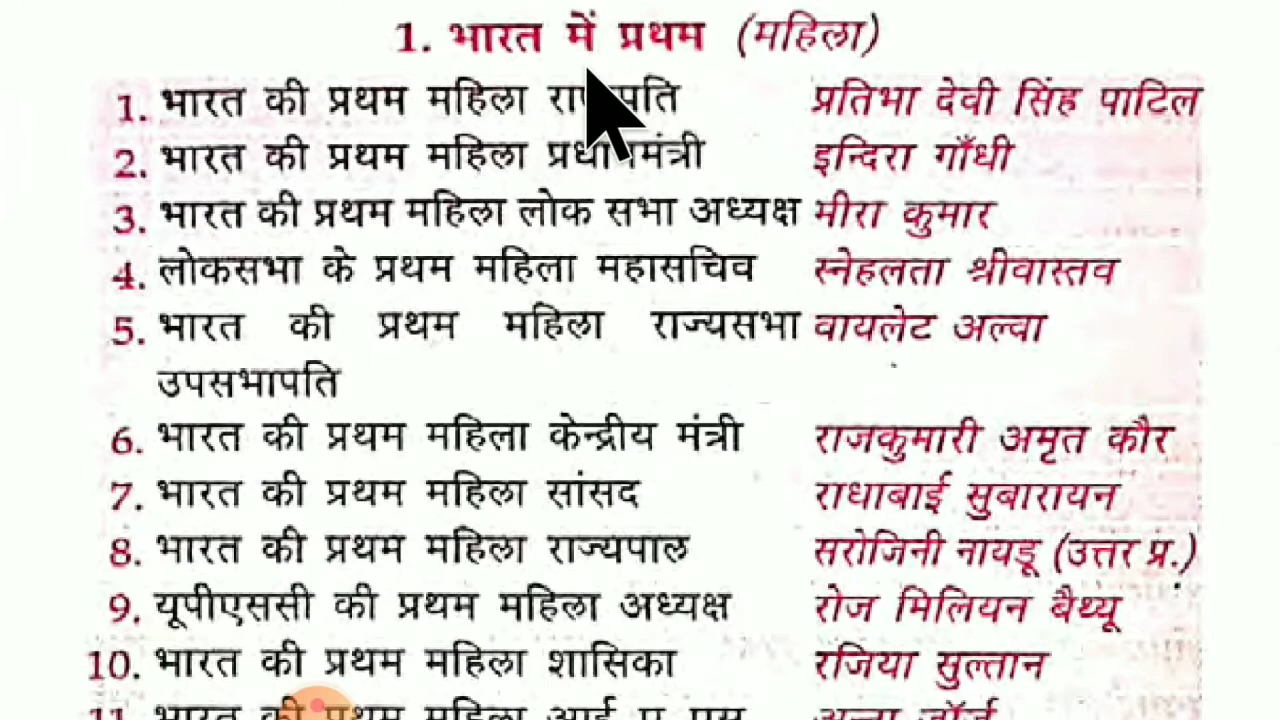 1. भारत में प्रथम (महिला)
1. भारत की प्रथम महिला प्रतिभा देवी सिंह पाटिल
2. भारत की प्रथम महिला इन्दिरा गाँधी
3. भारत की प्रथम महिला लोक सभा अध्यक्ष मीरा कुमार
4. लोकसभा के प्रथम महिला महासचिव स्नेहलता श्रीवास्तव
5. भारत की प्रथम महिला राज्यसभा वायलेट अल्वा
उपसभापति
6. भारत की प्रथम महिला केन्द्रीय मंत्री राजकुमारी अमृत कौर
7. भारत की प्रथम महिला सांसद राधाबाई सुबारायन
8. भारत की प्रथम महिला राज्यपाल सरोजिनी नायडू (उत्तर प्र.)
9. यूपीएससी की प्रथम महिला अध्यक्ष रोज मिलियन बैथ्यू
10. भारत की प्रथम महिला शासिका रजिया सुल्तान